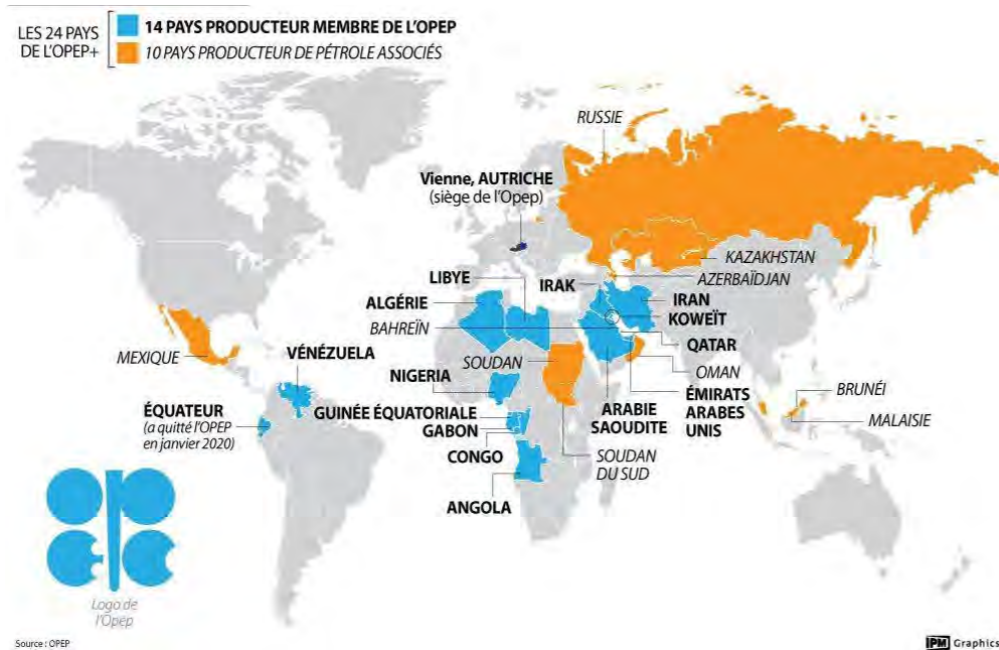 LES 24 PAYS
DE L'OPEP+
14 PAYS PRODUCTEUR MEMBRE DE L'OPEP
10 PAYS PRODUCTEUR DE PÉTROLE ASSOCIÉS
RUSSIE
Vienne, AUTRICHE
(siège de l'Opep)
KAZAKHSTAN
AZERBAÏDJAN
LIBYE
IRAK
IRAN
ALGÉRIE
KOWEÏT
BAHREÏN
QATAR
MEXIQUE
VÉNÉZUELA
SOUDAN
OMAN
NIGERIA
BRUNÉI
ÉQUATEUR
(a quitté l'OPEP
en janvier 2020)
GUINÉE ÉQUATORIALE
GABON
ARABIE
SAOUDITE
ÉMIRATS
ARABES
UNIS
MALAISIE
CONGO
SOUDAN
DU SUD
ANGOLA
Logo de
l'Opep
Source : OPEP
IPM Graphics